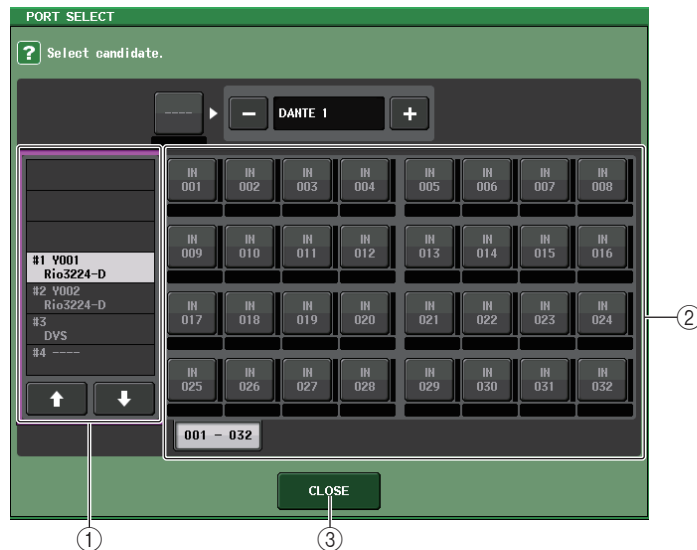 PORT SELECT
? Select candidate.
---- DANTE 1
#1 Y001
Rio3224-D
#2 Y002
Rio3224-D
#3
DVS
#4 ----
IN 001 IN 002 IN 003 IN 004 IN 005 IN 006 IN 007 IN 008
IN 009 IN 010 IN 011 IN 012 IN 013 IN 014 IN 015 IN 016
IN 017 IN 018 IN 019 IN 020 IN 021 IN 022 IN 023 IN 024
IN 025 IN 026 IN 027 IN 028 IN 029 IN 030 IN 031 IN 032
001 - 032
CLOSE
①
②
③